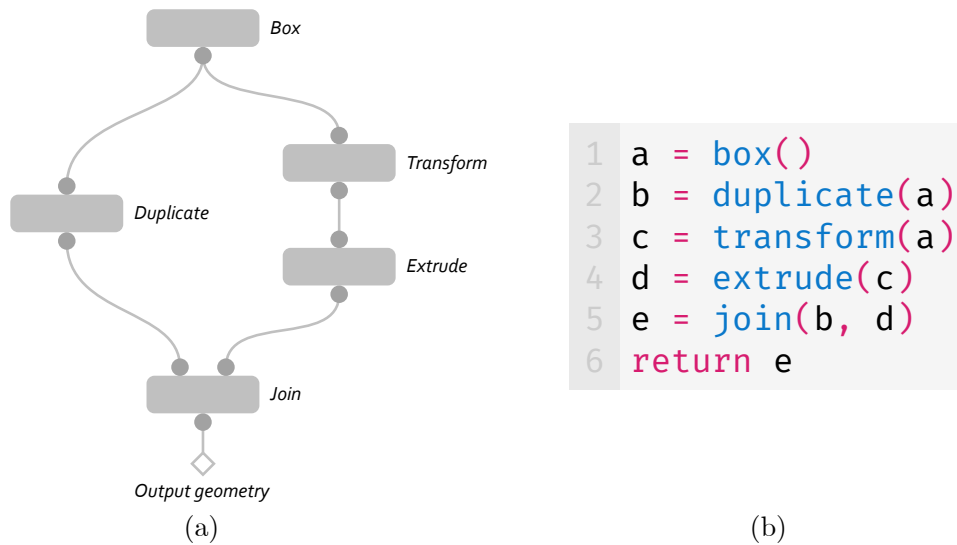 Box
Transform
Duplicate
Extrude
Join
Output geometry
(a)
1 a = box()
2 b = duplicate(a)
3 c = transform(a)
4 d = extrude(c)
5 e = join(b, d)
6 return e
(b)